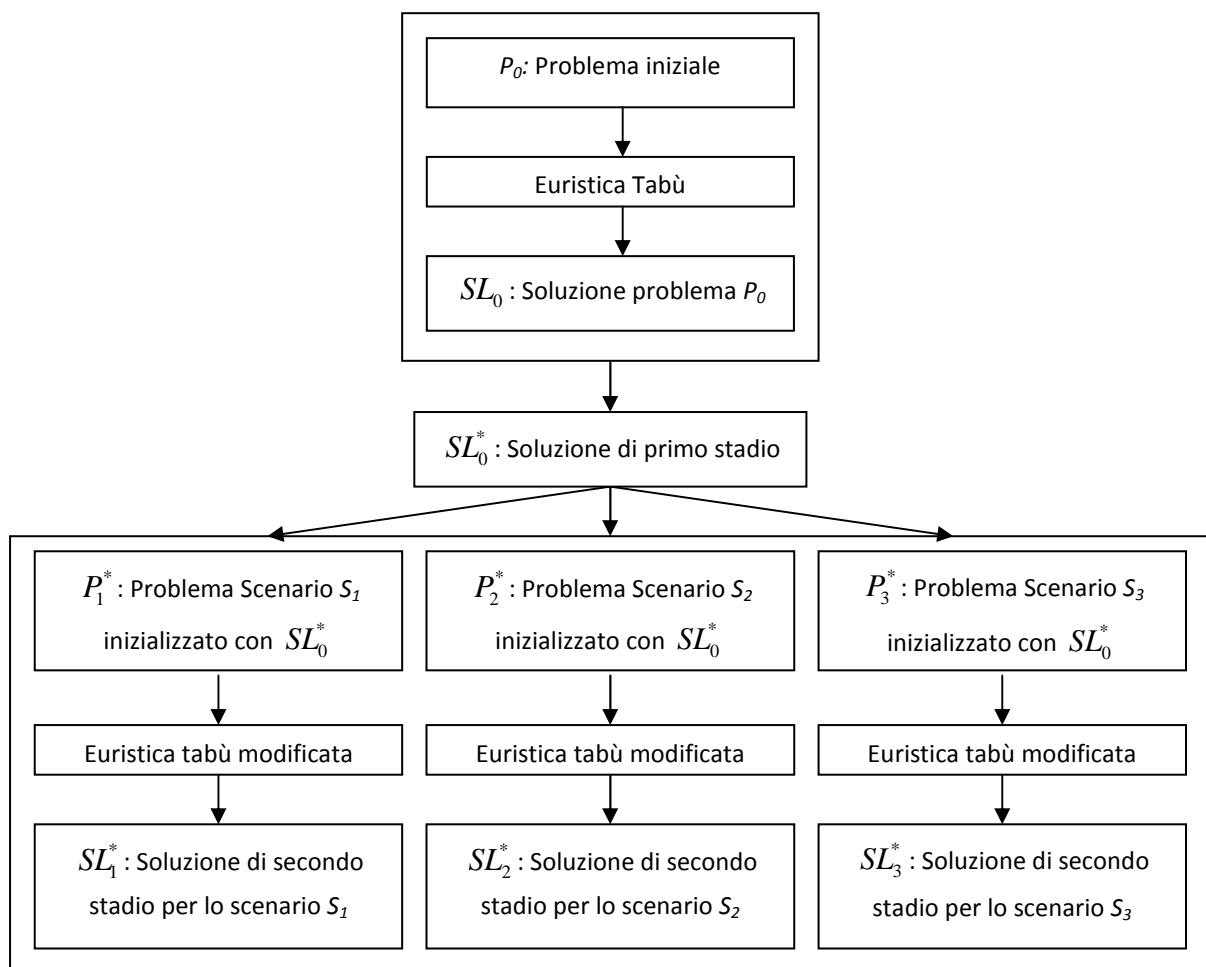 P₀: Problema iniziale
Euristica Tabù
SL₀ : Soluzione problema P₀
SL₀* : Soluzione di primo stadio
P₁* : Problema Scenario S₁
inizializzato con SL₀*
P₂* : Problema Scenario S₂
inizializzato con SL₀*
P₃* : Problema Scenario S₃
inizializzato con SL₀*
Euristica tabù modificata
Euristica tabù modificata
Euristica tabù modificata
SL₁* : Soluzione di secondo
stadio per lo scenario S₁
SL₂* : Soluzione di secondo
stadio per lo scenario S₂
SL₃* : Soluzione di secondo
stadio per lo scenario S₃